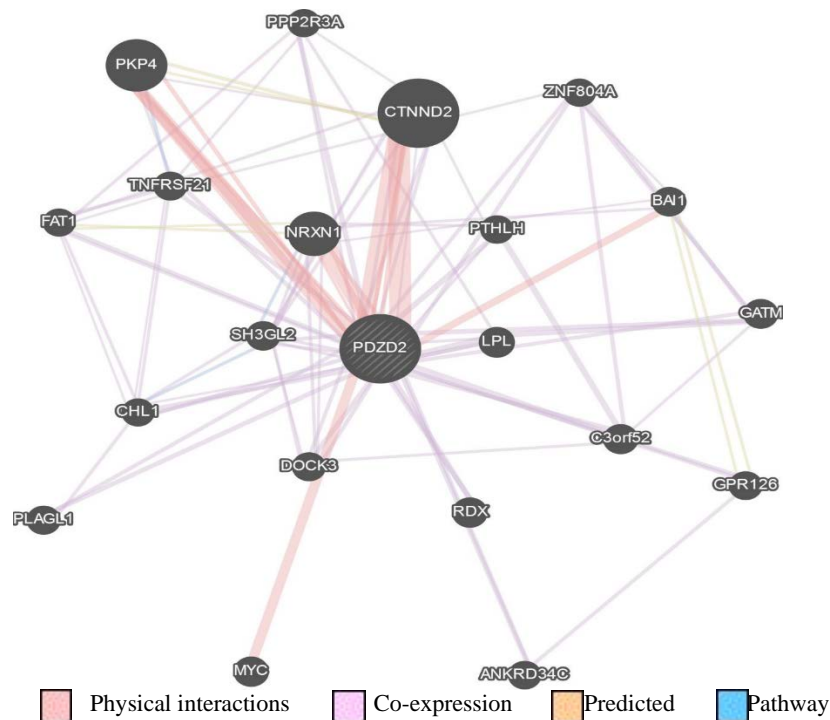 PPP2R3A
PKP4
CTNND2
ZNF804A
TNFRSF21
FAT1
NRXN1
PTHLH
BAI1
GATM
SH3GL2
PDZD2
LPL
CHL1
C3orf52
DOCK3
GPR126
PLAGL1
RDX
MYC
ANKRD34C
Physical interactions Co-expression Predicted Pathway